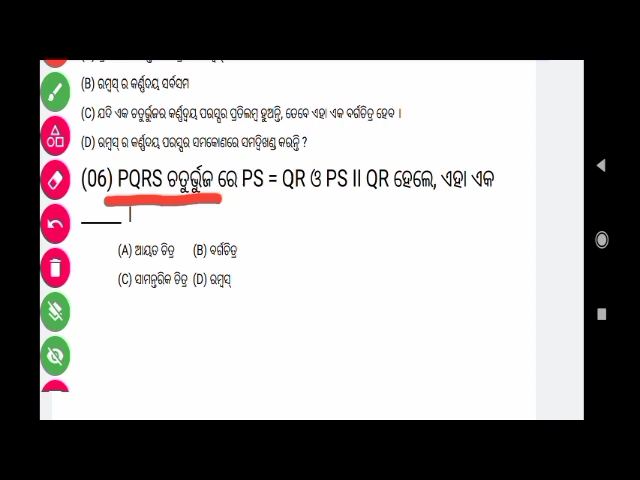 (B) ରମ୍ବସ୍ ର କର୍ଣ୍ଣଦ୍ୱୟ ସର୍ବସମ
(C) ଯଦି ଏକ ଚତୁର୍ଭୁଜର କର୍ଣ୍ଣଦ୍ୱୟ ପରସ୍ପର ପ୍ରତିଲମ୍ବ ହୁଅନ୍ତି, ତେବେ ଏହା ଏକ ବର୍ଗଚିତ୍ର ହେବ ।
(D) ରମ୍ବସ୍ ର କର୍ଣ୍ଣଦ୍ୱୟ ପରସ୍ପର ସମକୋଣରେ ସମଦ୍ୱିଖଣ୍ଡ କରନ୍ତି ?
(06) PQRS ଚତୁର୍ଭୁଜ ରେ PS = QR ଓ PS II QR ହେଲେ, ଏହା ଏକ
_____ ।
(A) ଆୟତ ଚିତ୍ର (B) ବର୍ଗଚିତ୍ର
(C) ସାମାନ୍ତରିକ ଚିତ୍ର (D) ରମ୍ବସ୍